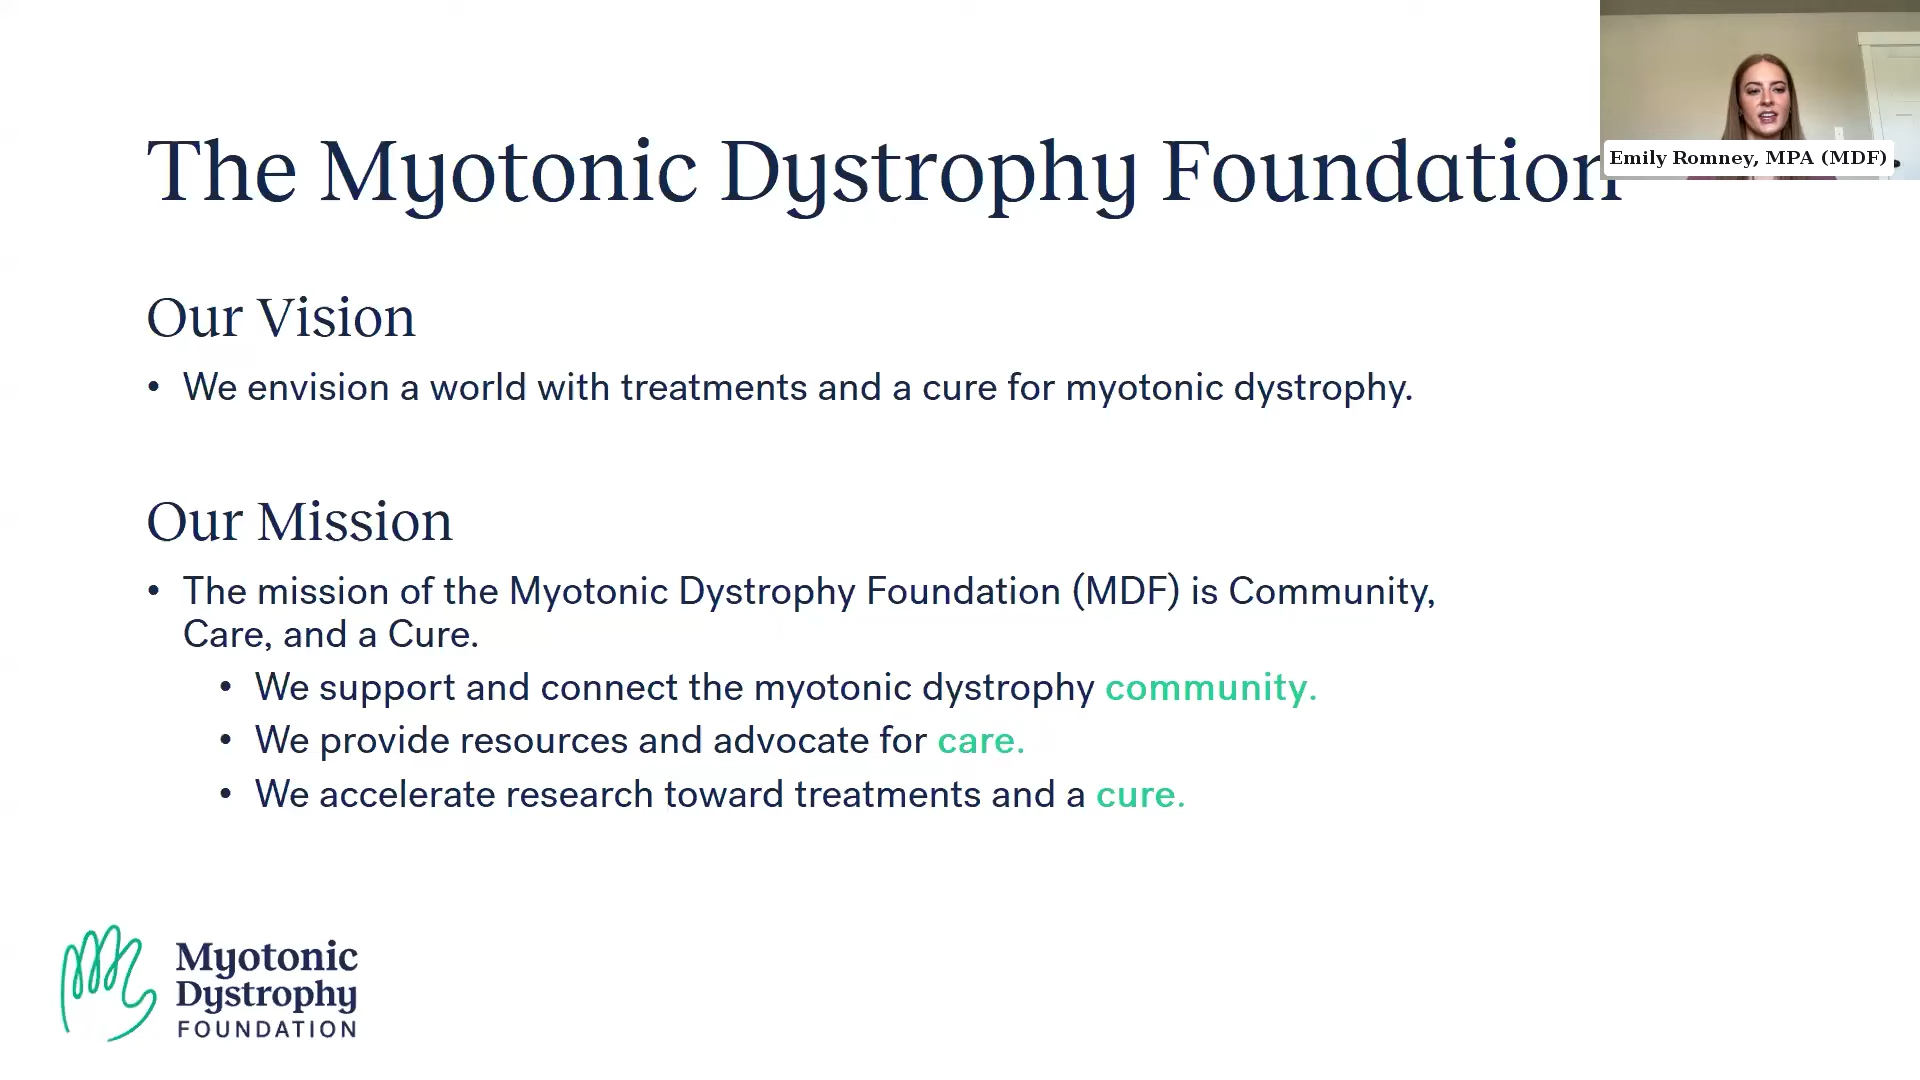 The Myotonic Dystrophy Foundation
Emily Romney, MPA (MDF)
Our Vision
• We envision a world with treatments and a cure for myotonic dystrophy.
Our Mission
• The mission of the Myotonic Dystrophy Foundation (MDF) is Community,
Care, and a Cure.
• We support and connect the myotonic dystrophy community.
• We provide resources and advocate for care.
• We accelerate research toward treatments and a cure.
Myotonic
Dystrophy
FOUNDATION